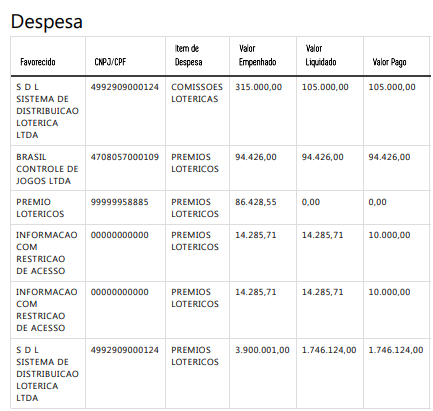 Despesa
Favorecido CNPJ/CPF Item de Despesa Valor Empenhado Valor Liquidado Valor Pago
S D L SISTEMA DE DISTRIBUICAO LOTERICA LTDA 4992909000124 COMISSOES LOTERICAS 315.000,00 105.000,00 105.000,00
BRASIL CONTROLE DE JOGOS LTDA 4708057000109 PREMIOS LOTERICOS 94.426,00 94.426,00 94.426,00
PREMIO LOTERICOS 99999958885 PREMIOS LOTERICOS 86.428,55 0,00 0,00
INFORMACAO COM RESTRICAO DE ACESSO 00000000000 PREMIOS LOTERICOS 14.285,71 14.285,71 10.000,00
INFORMACAO COM RESTRICAO DE ACESSO 00000000000 PREMIOS LOTERICOS 14.285,71 14.285,71 10.000,00
S D L SISTEMA DE DISTRIBUICAO LOTERICA LTDA 4992909000124 PREMIOS LOTERICOS 3.900.001,00 1.746.124,00 1.746.124,00